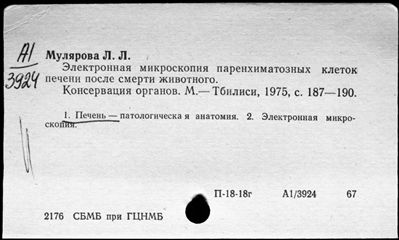 А1
3924
Мулярова Л. Л.
Электронная микроскопия паренхиматозных клеток
печени после смерти животного.
Консервация органов. М.— Тбилиси, 1975, с. 187—190.
1. Печень — патологическа я анатомия. 2. Электронная микро-
скопия.
П-18-18г А1/3924 67
2176 СБМБ при ГЦНМБ